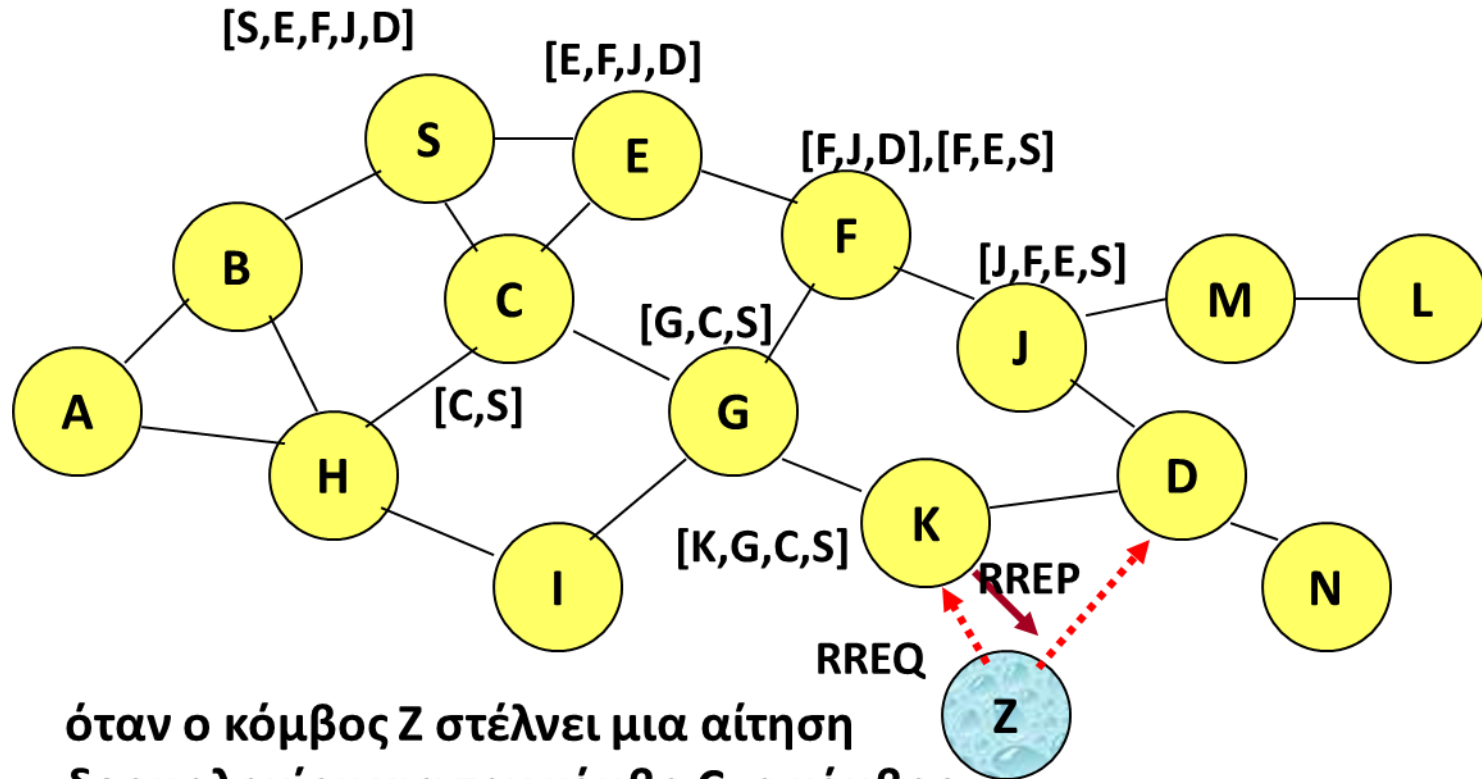 [S,E,F,J,D]
[E,F,J,D]
S
E
[F,J,D],[F,E,S]
F
B
C
[J,F,E,S]
M
L
[G,C,S]
J
A
[C,S]
G
H
D
K
[K,G,C,S]
I
RREP
N
RREQ
Z
όταν ο κόμβος Ζ στέλνει μια αίτηση